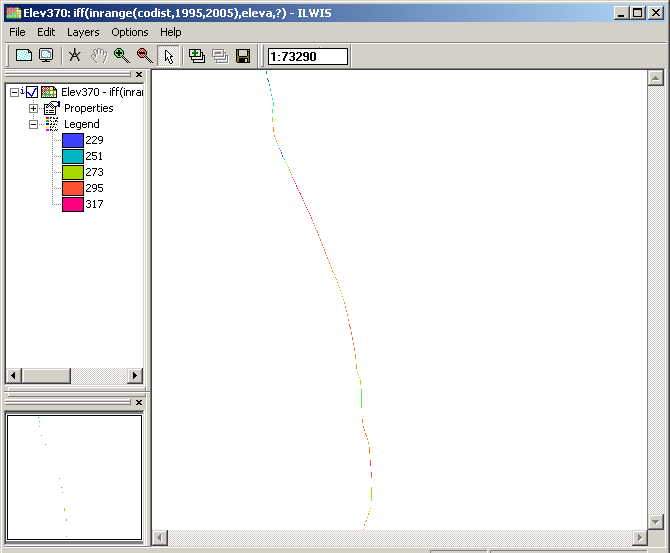 Elev370: iff(inrange(codist,1995,2005),eleva,?) - ILWIS
File Edit Layers Options Help
1:73290
Elev370 - iff(inran
Properties
Legend
229
251
273
295
317